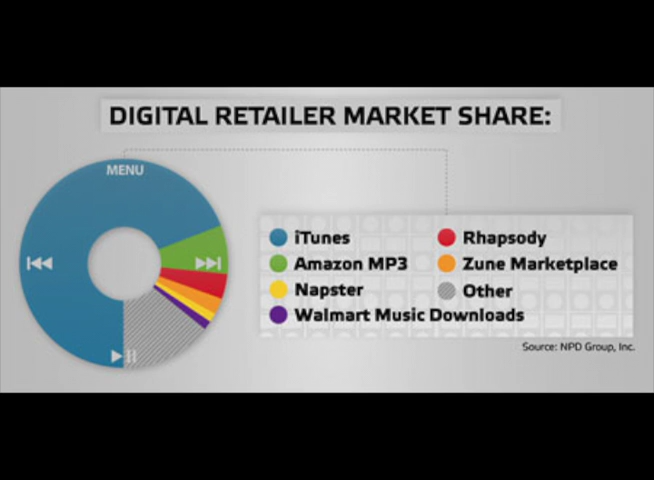 DIGITAL RETAILER MARKET SHARE:
MENU
iTunes
Rhapsody
Amazon MP3
Zune Marketplace
Napster
Other
Walmart Music Downloads
Source: NPD Group, Inc.